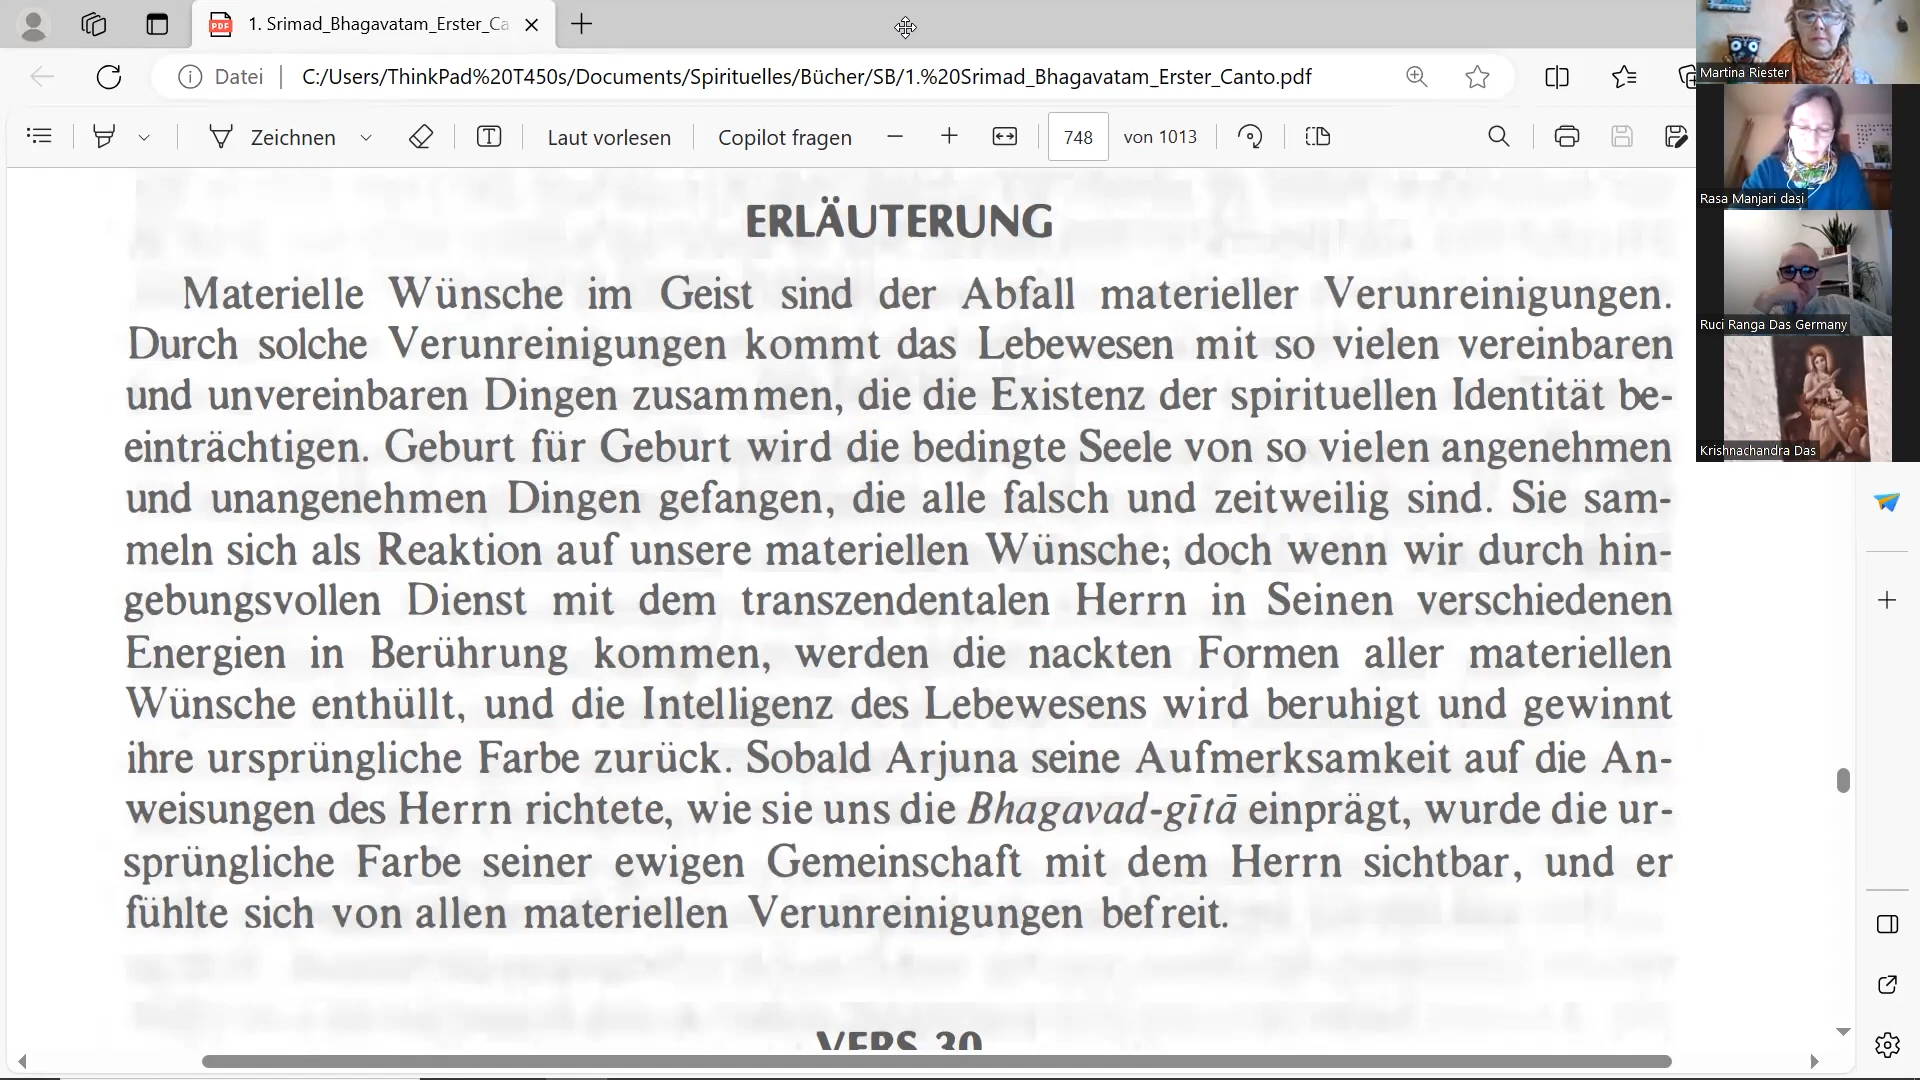 1. Srimad_Bhagavatam_Erster_Ca
Datei
C:/Users/ThinkPad%20T450s/Documents/Spirituelles/Bücher/SB/1.%20Srimad_Bhagavatam_Erster_Canto.pdf
Zeichnen
Laut vorlesen
Copilot fragen
748
von 1013
ERLÄUTERUNG
Materielle Wünsche im Geist sind der Abfall materieller Verunreinigungen.
Durch solche Verunreinigungen kommt das Lebewesen mit so vielen vereinbaren
und unvereinbaren Dingen zusammen, die die Existenz der spirituellen Identität be-
einträchtigen. Geburt für Geburt wird die bedingte Seele von so vielen angenehmen
und unangenehmen Dingen gefangen, die alle falsch und zeitweilig sind. Sie sam-
meln sich als Reaktion auf unsere materiellen Wünsche; doch wenn wir durch hin-
gebungsvollen Dienst mit dem transzendentalen Herrn in Seinen verschiedenen
Energien in Berührung kommen, werden die nackten Formen aller materiellen
Wünsche enthüllt, und die Intelligenz des Lebewesens wird beruhigt und gewinnt
ihre ursprüngliche Farbe zurück. Sobald Arjuna seine Aufmerksamkeit auf die An-
weisungen des Herrn richtete, wie sie uns die Bhagavad-gītā einprägt, wurde die ur-
sprüngliche Farbe seiner ewigen Gemeinschaft mit dem Herrn sichtbar, und er
fühlte sich von allen materiellen Verunreinigungen befreit.
VERS 30
Martina Riester
Rasa Manjari dasi
Ruci Ranga Das Germany
Krishnachandra Das